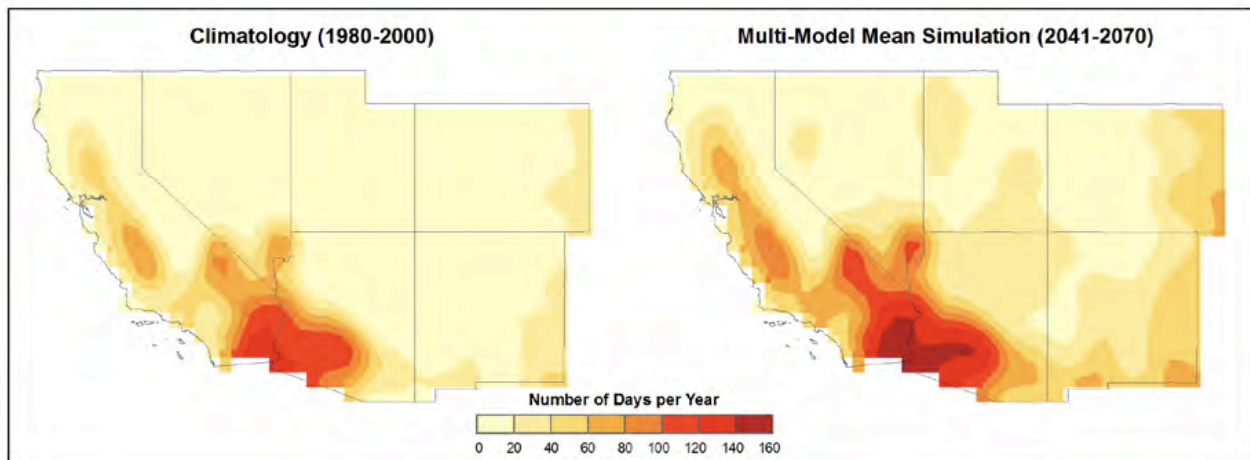 Climatology (1980-2000)
Multi-Model Mean Simulation (2041-2070)
Number of Days per Year
0 20 40 60 80 100 120 140 160